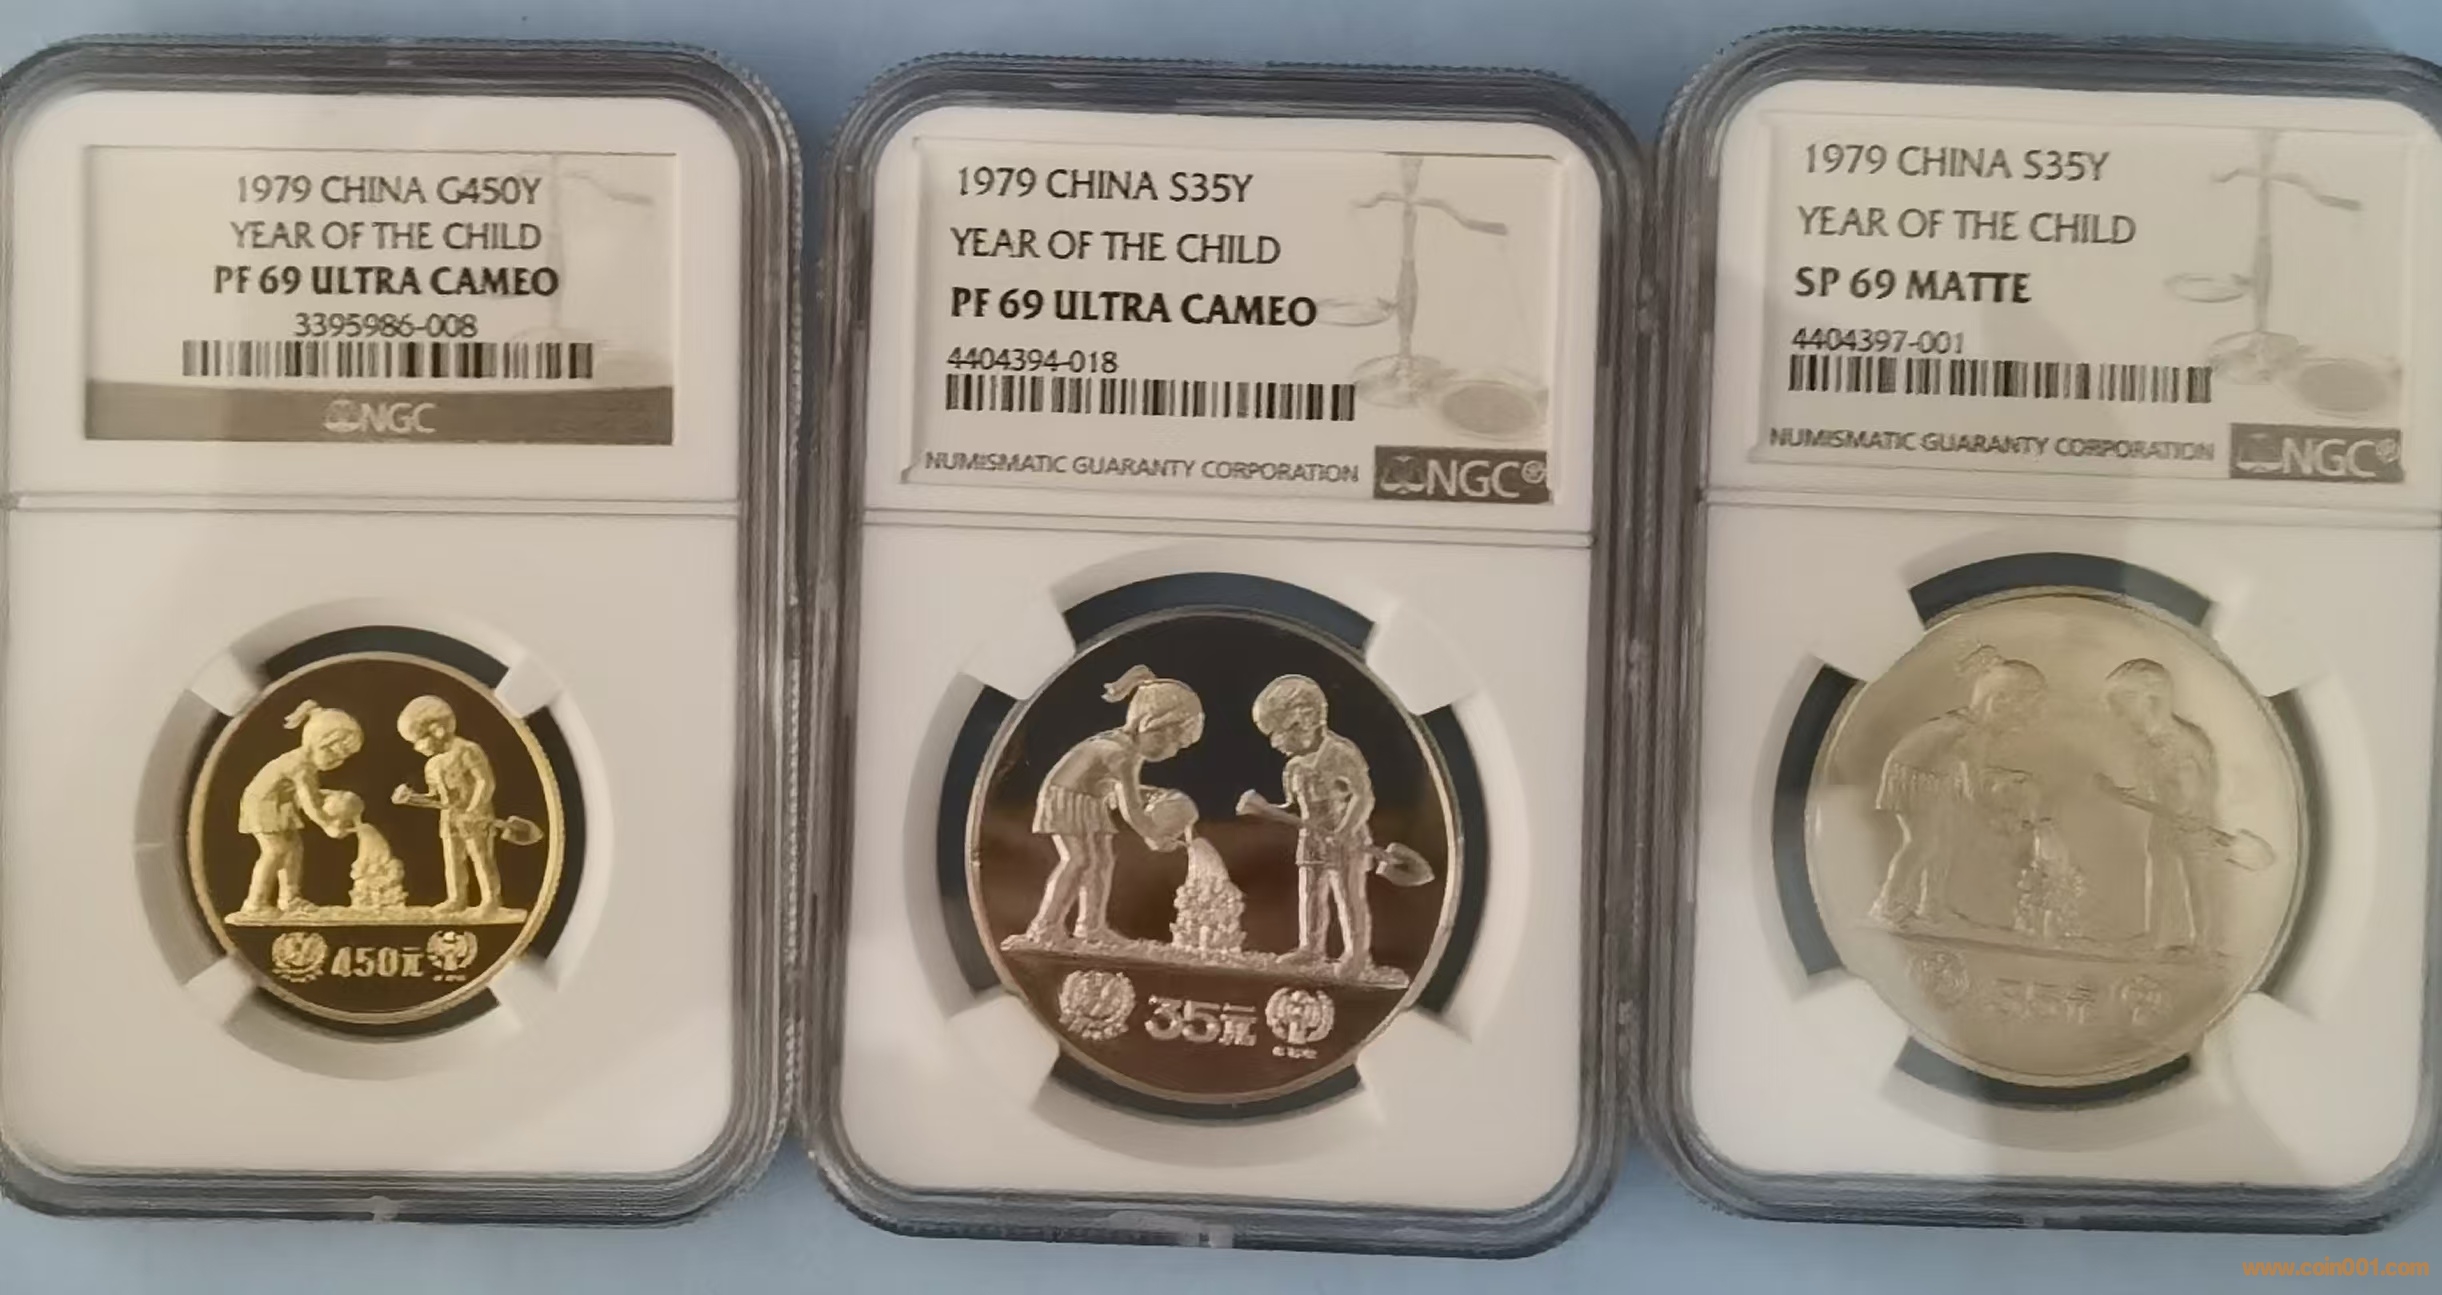 1979 CHINA G450Y
YEAR OF THE CHILD
PF 69 ULTRA CAMEO
3395986-008
NGC
450元
1979 CHINA S35Y
YEAR OF THE CHILD
PF 69 ULTRA CAMEO
4404394-018
NUMISMATIC GUARANTY CORPORATION NGC®
35元
1979 CHINA S35Y
YEAR OF THE CHILD
SP 69 MATTE
4404397-001
NUMISMATIC GUARANTY CORPORATION NGC®
35元
www.coin001.com